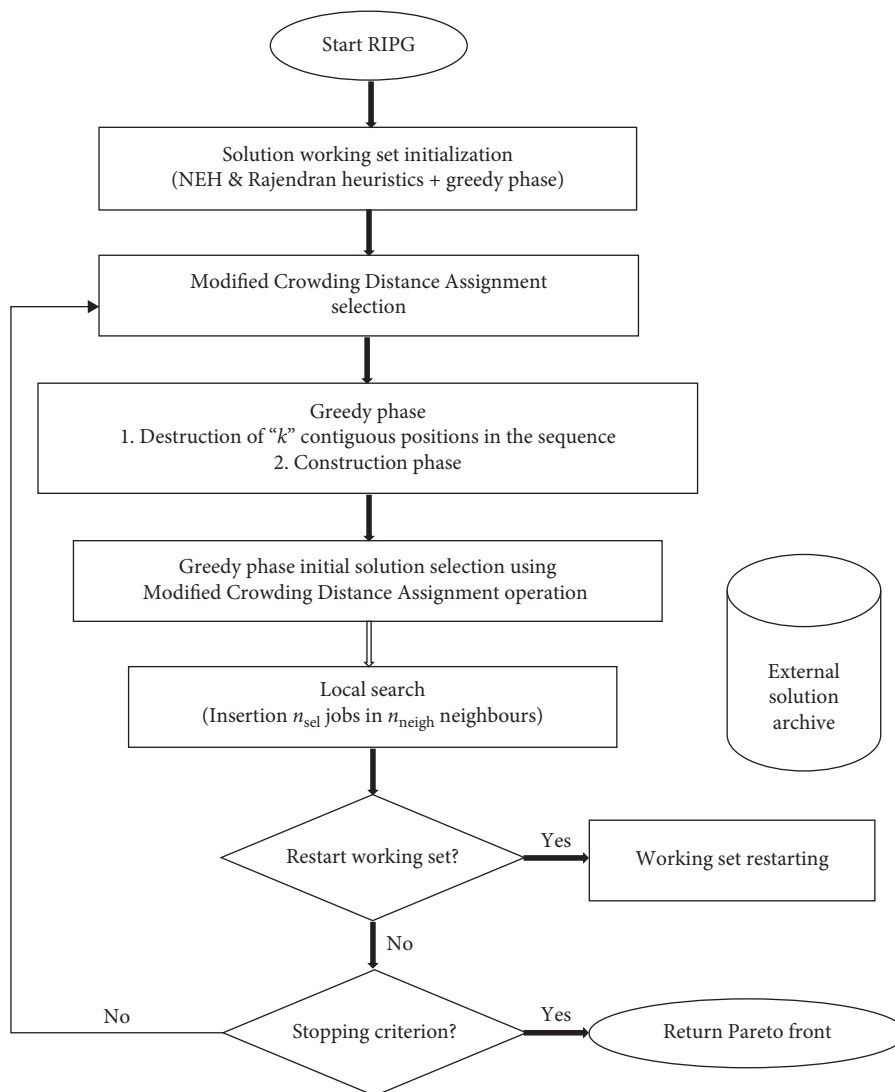 Start RIPG
Solution working set initialization
(NEH & Rajendran heuristics + greedy phase)
Modified Crowding Distance Assignment
selection
Greedy phase
1. Destruction of “k” contiguous positions in the sequence
2. Construction phase
Greedy phase initial solution selection using
Modified Crowding Distance Assignment operation
External
solution
archive
Local search
(Insertion nsel jobs in nneigh neighbours)
Restart working set?
Yes
Working set restarting
No
Stopping criterion?
Yes
Return Pareto front
No